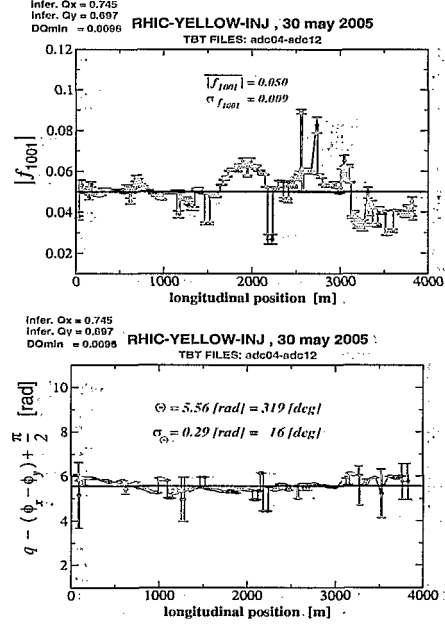 Infer. Qx = 0.745
Infer. Qy = 0.697
DQmin = 0.0096
RHIC-YELLOW-INJ , 30 may 2005
TBT FILES: adc04-adc12
|f1001|
0.12
0.1
0.08
0.06
0.04
0.02
|f1001| = 0.050
σ f1001 = 0.009
0 1000 2000 3000 4000
longitudinal position [m]
Infer. Qx = 0.745
Infer. Qy = 0.697
DQmin = 0.0096
RHIC-YELLOW-INJ , 30 may 2005
TBT FILES: adc04-adc12
q − (ϕx − ϕy) + π/2 [rad]
10
8
6
4
2
Θ = 5.56 [rad] = 319 [deg]
σΘ = 0.29 [rad] = 16 [deg]
0 1000 2000 3000 4000
longitudinal position [m]